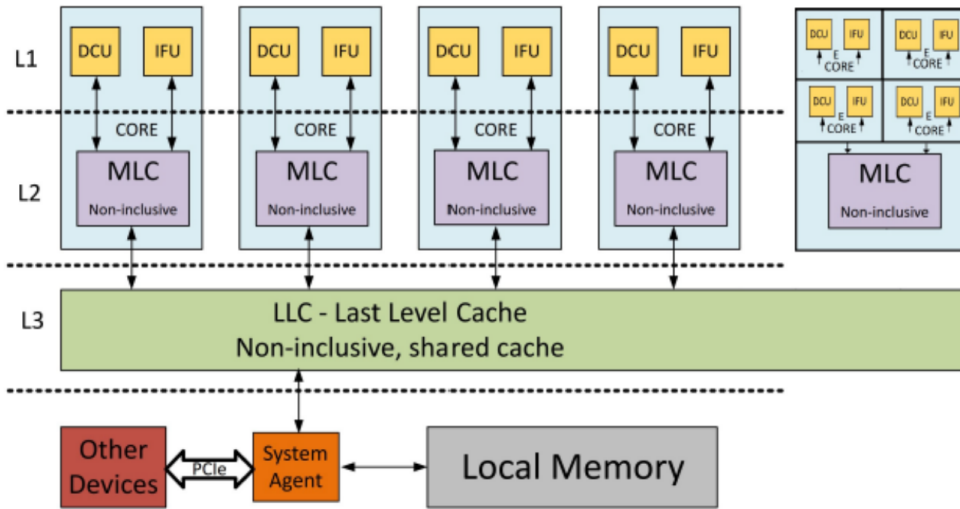 L1
DCU IFU
CORE
L2
MLC
Non-inclusive
DCU IFU
CORE
MLC
Non-inclusive
DCU IFU
CORE
MLC
Non-inclusive
DCU IFU
CORE
MLC
Non-inclusive
DCU IFU
E
CORE
DCU IFU
E
CORE
DCU IFU
E
CORE
DCU IFU
E
CORE
MLC
Non-inclusive
L3
LLC - Last Level Cache
Non-inclusive, shared cache
Other
Devices
PCIe
System
Agent
Local Memory